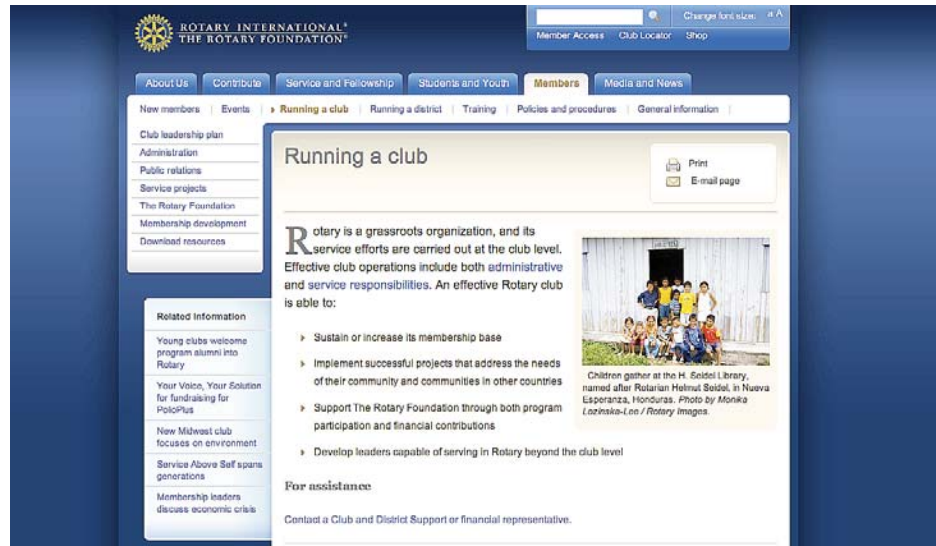 ROTARY INTERNATIONAL®
THE ROTARY FOUNDATION®
Change font size: a A
Member Access Club Locator Shop
About Us Contribute Service and Fellowship Students and Youth Members Media and News
New members Events Running a club Running a district Training Policies and procedures General information
Club leadership plan
Administration
Public relations
Service projects
The Rotary Foundation
Membership development
Download resources
Related Information
Young clubs welcome
program alumni into
Rotary
Your Voice, Your Solution
for fundraising for
PoloPlus
New Midwest club
focuses on environment
Service Above Self spans
generations
Membership leaders
discuss economic crisis
Running a club
Print
E-mail page
Rotary is a grassroots organization, and its
service efforts are carried out at the club level.
Effective club operations include both administrative
and service responsibilities. An effective Rotary club
is able to:
Sustain or increase its membership base
Implement successful projects that address the needs
of their community and communities in other countries
Support The Rotary Foundation through both program
participation and financial contributions
Develop leaders capable of serving in Rotary beyond the club level
Children gather at the H. Seidel Library,
named after Rotarian Helmut Seidel, in Nueva
Esperanza, Honduras. Photo by Monika
Lozinska-Lee / Rotary Images.
For assistance
Contact a Club and District Support or financial representative.